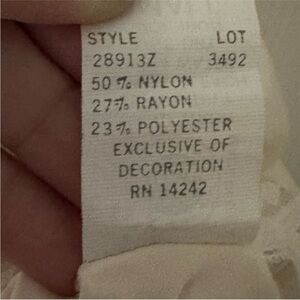 STYLE LOT
28913Z 3492
50% NYLON
27% RAYON
23% POLYESTER
EXCLUSIVE OF
DECORATION
RN 14242